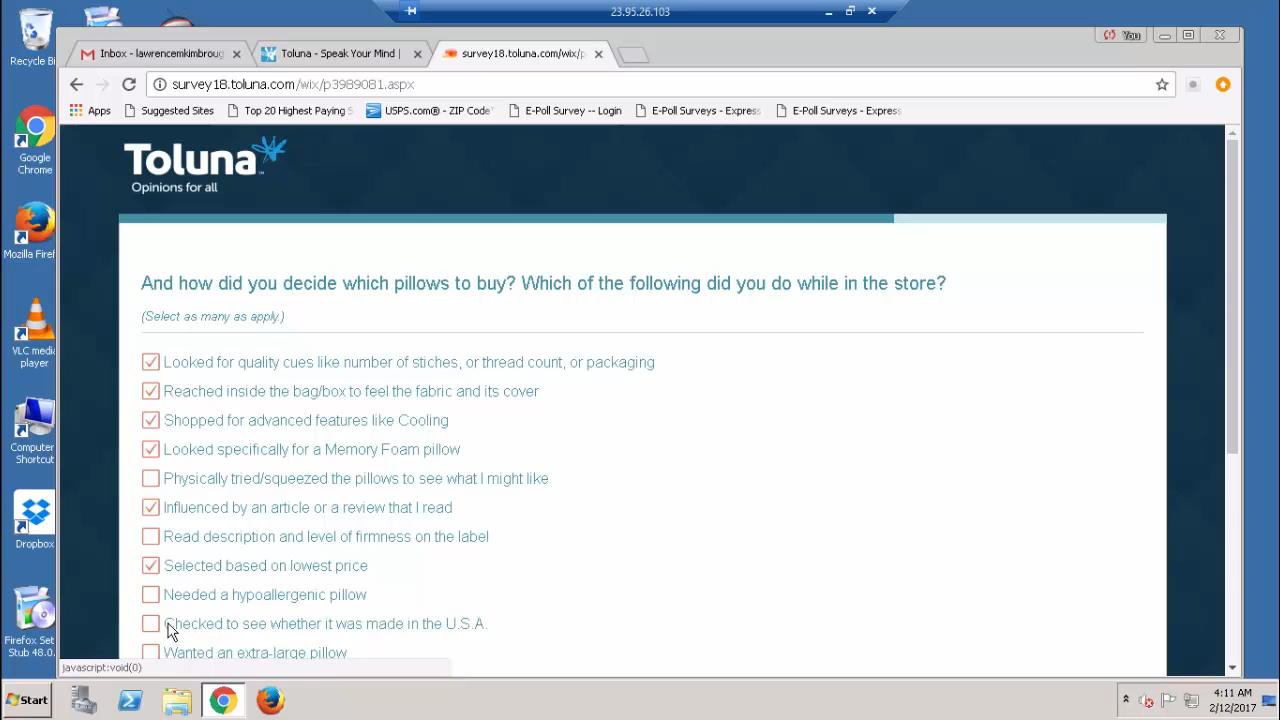 23.95.26.103
Recycle Bi
You
Inbox - lawrencemkimbroug
Toluna - Speak Your Mind |
survey18.toluna.com/wix/p
survey18.toluna.com/wix/p3989081.aspx
Apps
Suggested Sites
Top 20 Highest Paying S
USPS.com® - ZIP Code
E-Poll Survey -- Login
E-Poll Surveys - Express
E-Poll Surveys - Express
Google
Chrome
Mozilla Firef
VLC medi
player
Computer
Shortcut
Dropbox
Firefox Set
Stub 48.0.
Toluna
Opinions for all
And how did you decide which pillows to buy? Which of the following did you do while in the store?
(Select as many as apply.)
Looked for quality cues like number of stiches, or thread count, or packaging
Reached inside the bag/box to feel the fabric and its cover
Shopped for advanced features like Cooling
Looked specifically for a Memory Foam pillow
Physically tried/squeezed the pillows to see what I might like
Influenced by an article or a review that I read
Read description and level of firmness on the label
Selected based on lowest price
Needed a hypoallergenic pillow
Checked to see whether it was made in the U.S.A.
Wanted an extra-large pillow
javascript:void(0)
Start
4:11 AM
2/12/2017